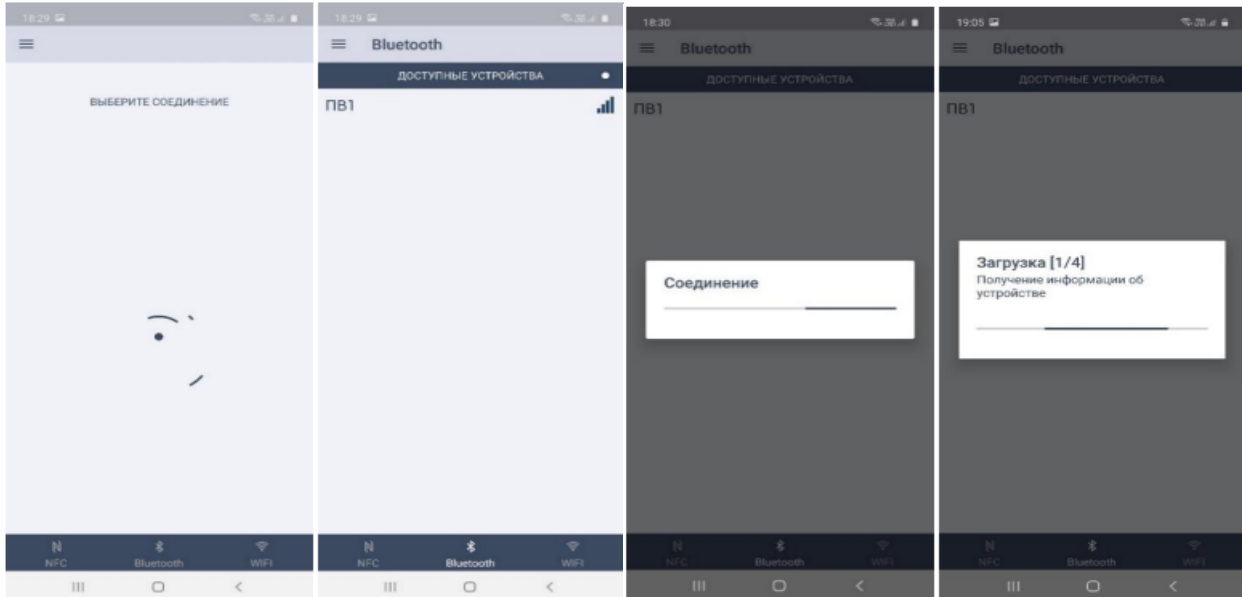 18:29
ВЫБЕРИТЕ СОЕДИНЕНИЕ
NFC
Bluetooth
WIFI
18:29
Bluetooth
ДОСТУПНЫЕ УСТРОЙСТВА
ПВ1
NFC
Bluetooth
WIFI
18:30
Bluetooth
ДОСТУПНЫЕ УСТРОЙСТВА
ПВ1
Соединение
NFC
Bluetooth
WIFI
19:05
Bluetooth
ДОСТУПНЫЕ УСТРОЙСТВА
ПВ1
Загрузка [1/4]
Получение информации об
устройстве
NFC
Bluetooth
WIFI